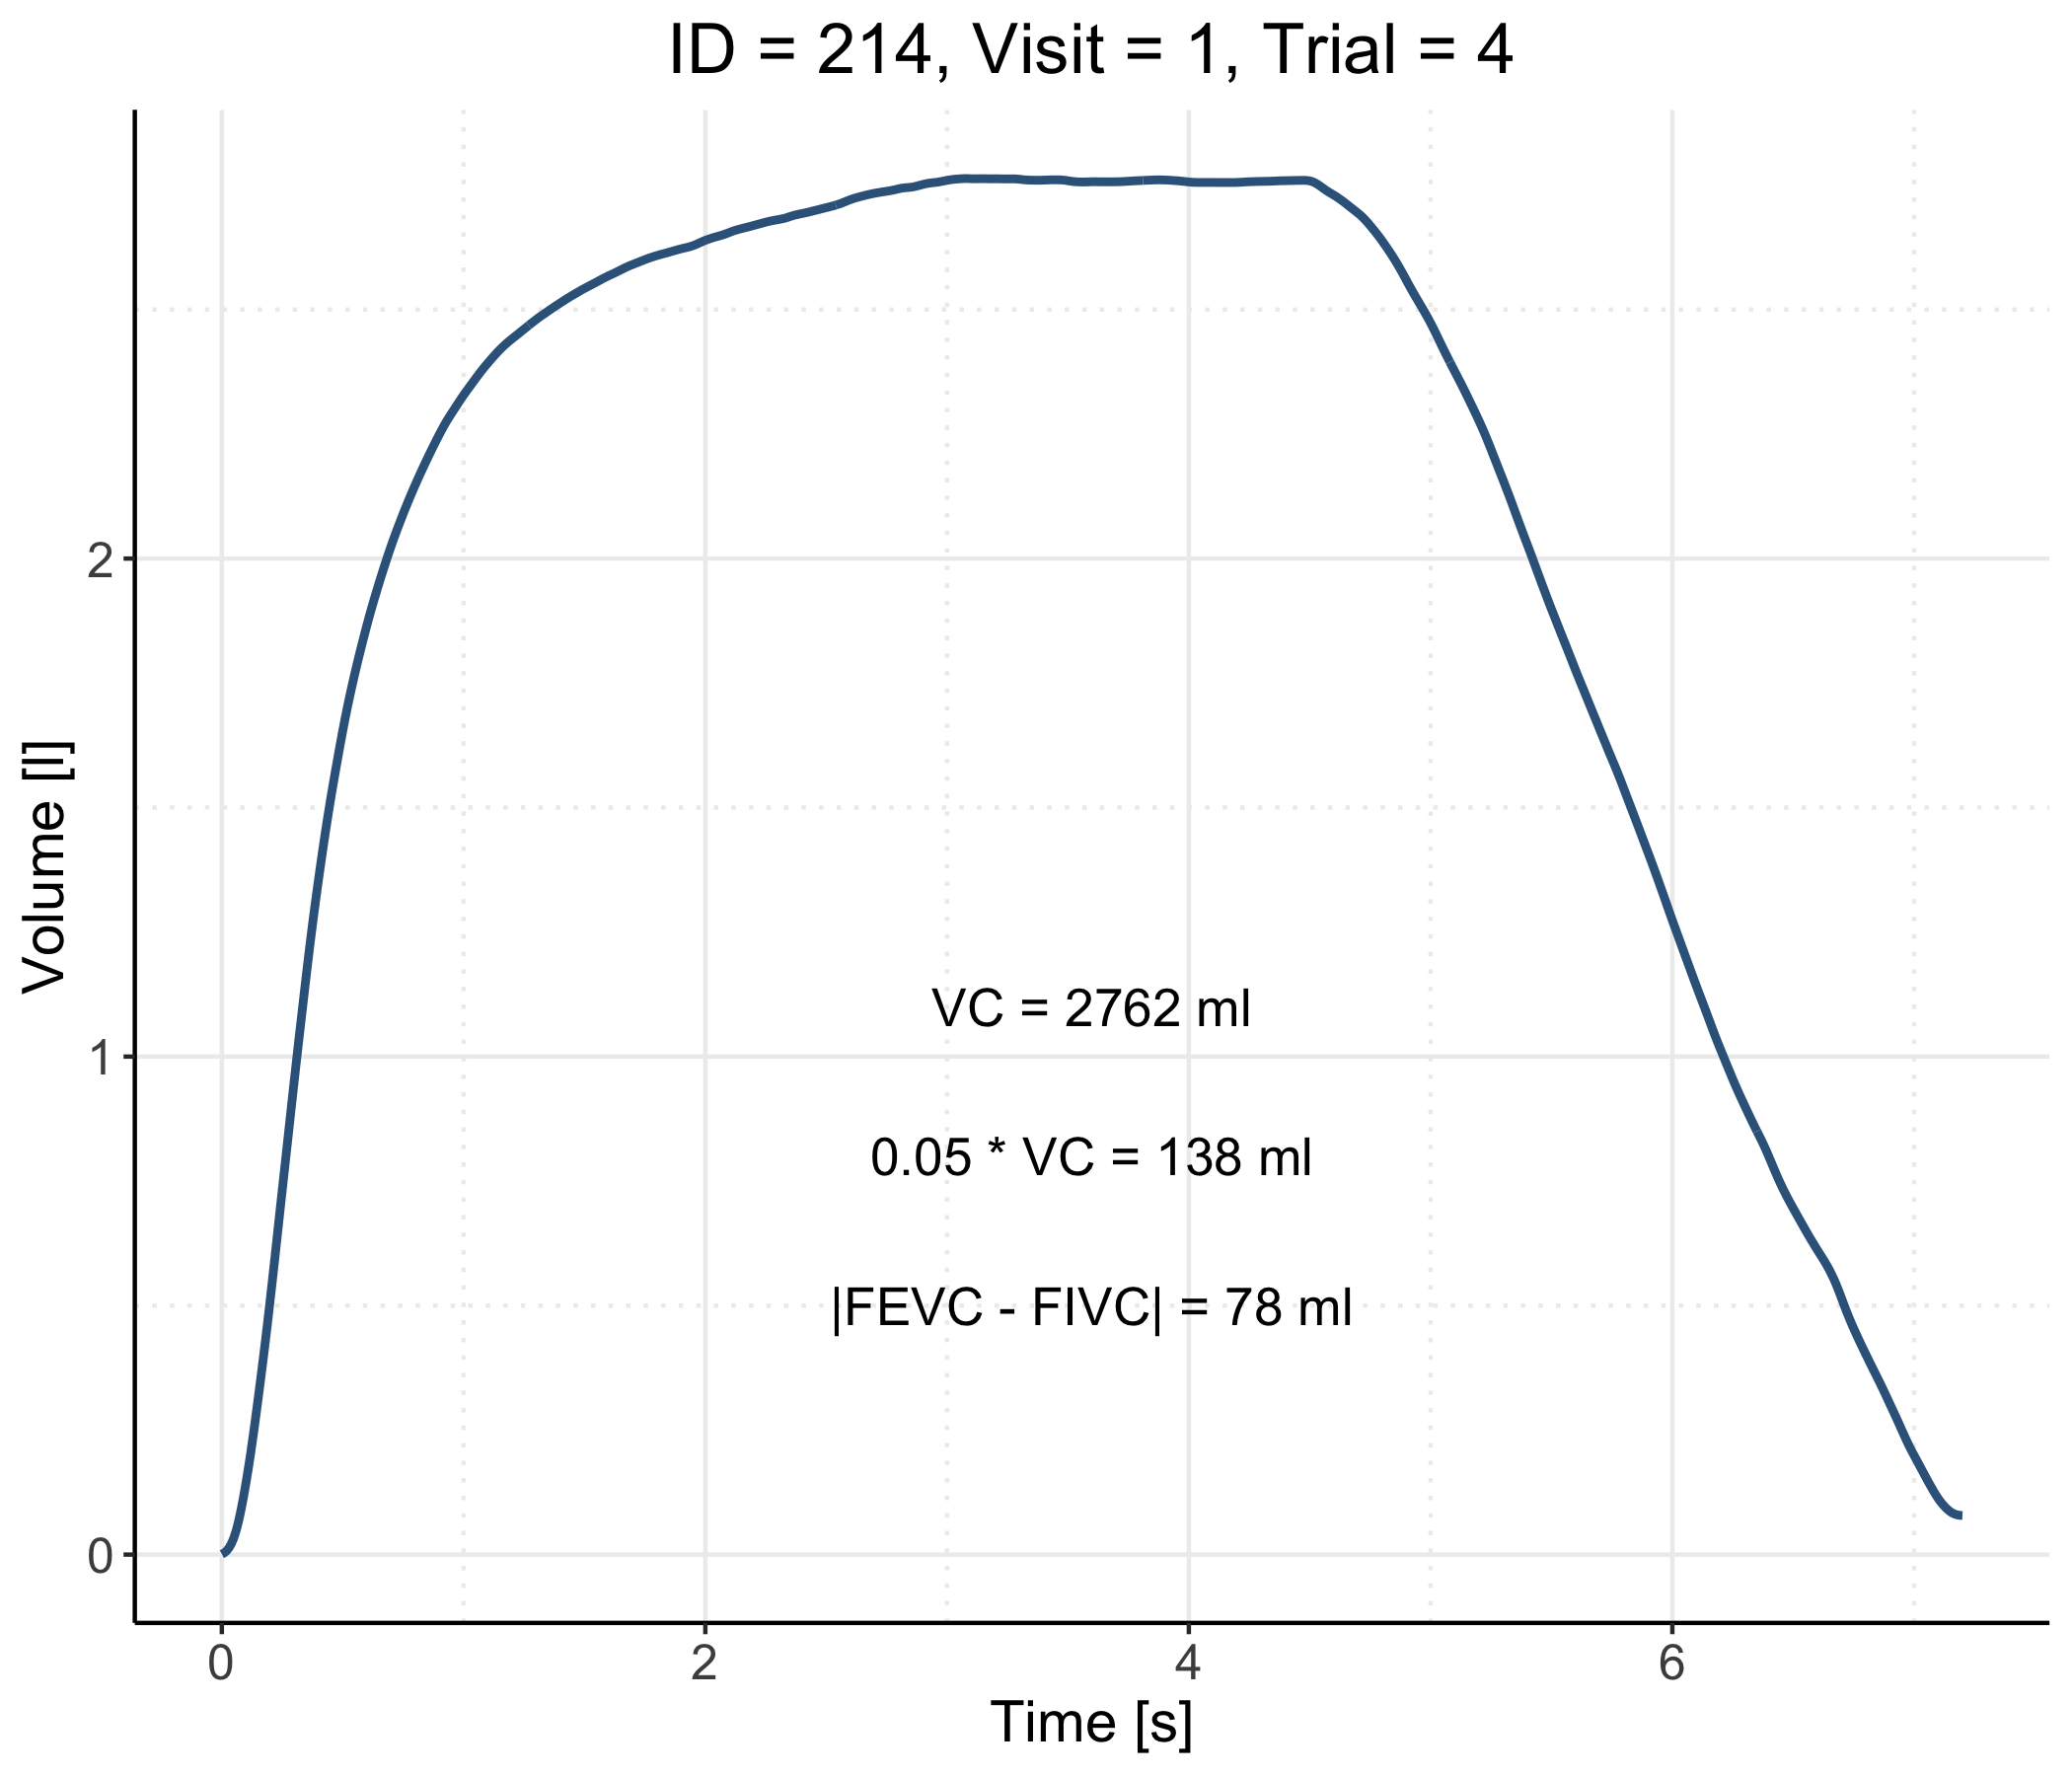 ID = 214, Visit = 1, Trial = 4
Volume [l]
2
1
0
VC = 2762 ml
0.05 * VC = 138 ml
|FEVC - FIVC| = 78 ml
0 2 4 6
Time [s]